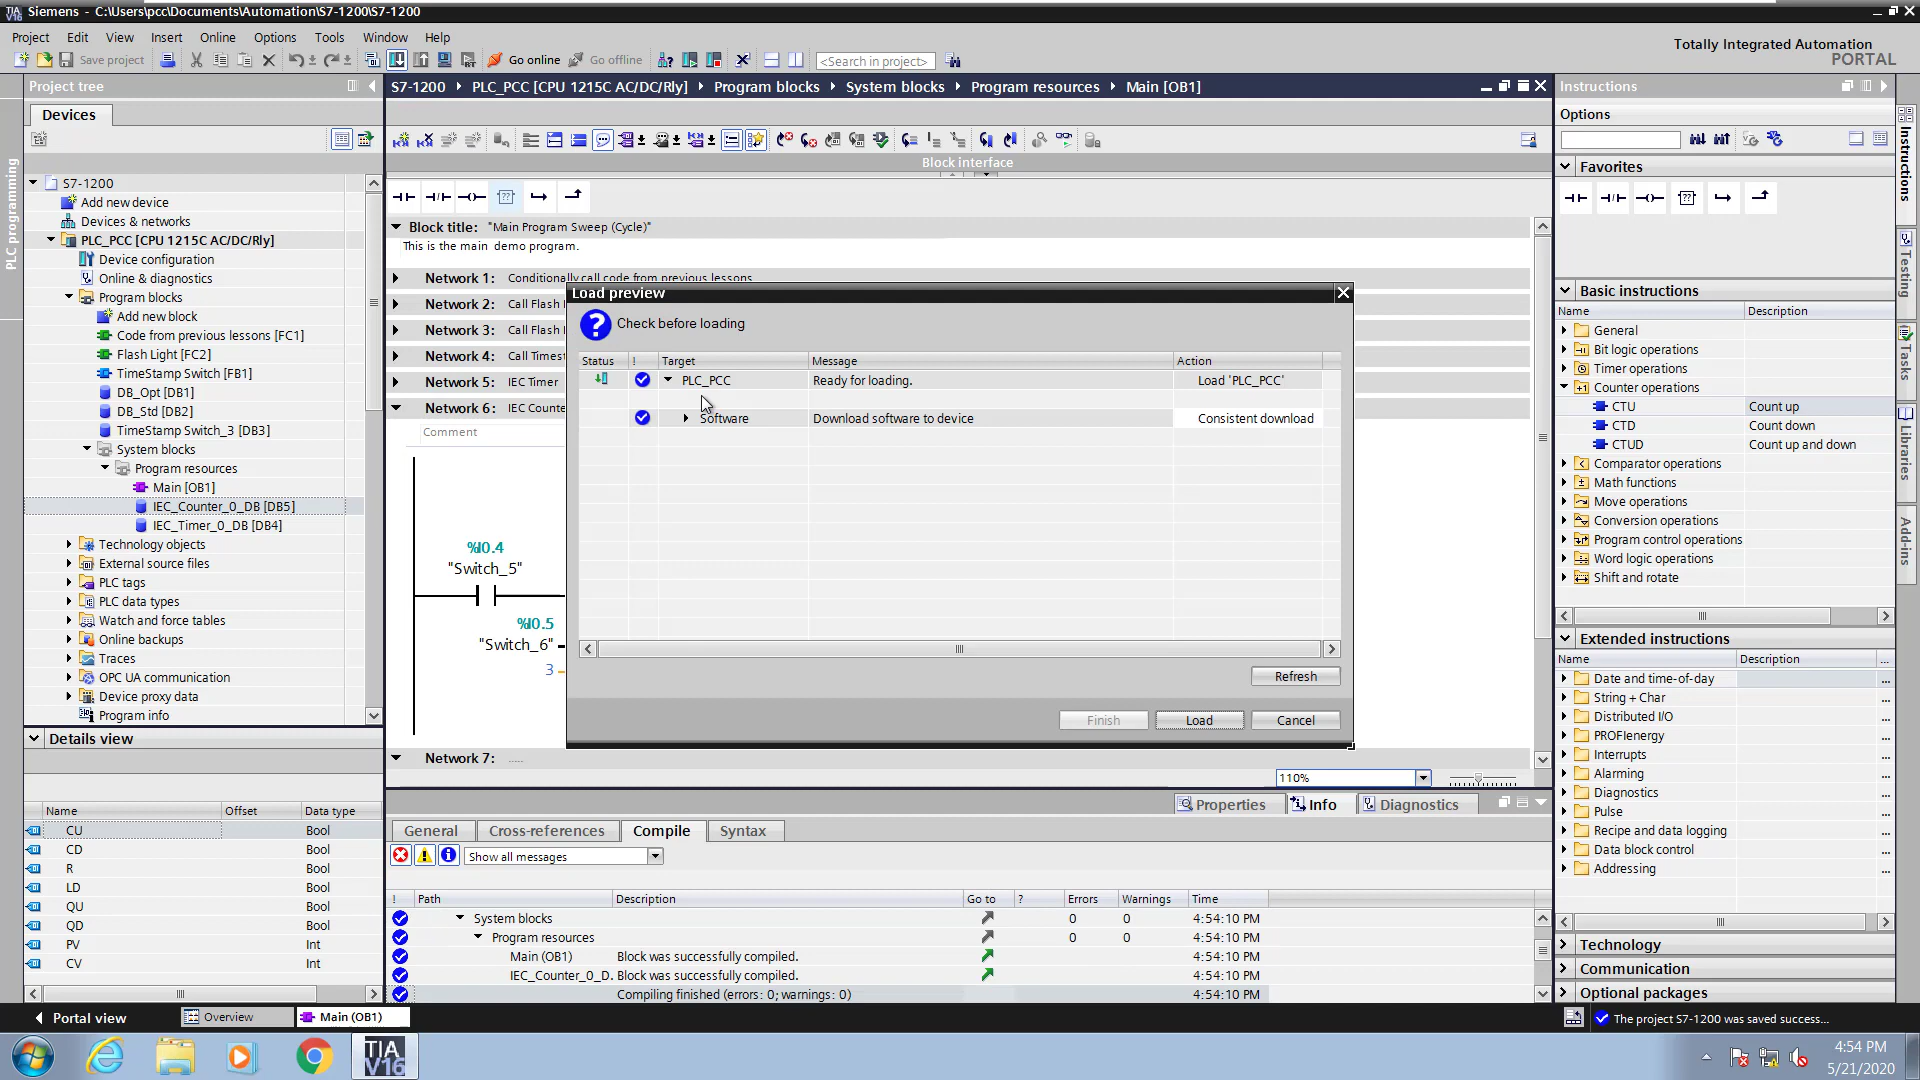 Siemens - C:\Users\pcc\Documents\Automation\S7-1200\S7-1200
Project Edit View Insert Online Options Tools Window Help
Totally Integrated Automation
PORTAL
Save project
Go online
Go offline
<Search in project>
Project tree
S7-1200 PLC_PCC [CPU 1215C AC/DC/Rly] Program blocks System blocks Program resources Main [OB1]
Instructions
Devices
Options
Block interface
PLC programming
S7-1200
Add new device
Devices & networks
PLC_PCC [CPU 1215C AC/DC/Rly]
Device configuration
Online & diagnostics
Program blocks
Add new block
Code from previous lessons [FC1]
Flash Light [FC2]
TimeStamp Switch [FB1]
DB_Opt [DB1]
DB_Std [DB2]
TimeStamp Switch_3 [DB3]
System blocks
Program resources
Main [OB1]
IEC_Counter_0_DB [DB5]
IEC_Timer_0_DB [DB4]
Technology objects
External source files
PLC tags
PLC data types
Watch and force tables
Online backups
Traces
OPC UA communication
Device proxy data
Program info
Block title: "Main Program Sweep (Cycle)"
This is the main demo program.
Network 1: Conditionally call code from previous lessons
Network 2: Call Flash
Network 3: Call Flash
Network 4: Call Timest
Network 5: IEC Timer
Network 6: IEC Counte
Comment
%I0.4
"Switch_5"
%I0.5
"Switch_6"
3
Network 7: .....
110%
Load preview
Check before loading
Status ! Target Message Action
PLC_PCC Ready for loading. Load 'PLC_PCC'
Software Download software to device Consistent download
Refresh
Finish Load Cancel
Favorites
Basic instructions
Name Description
General
Bit logic operations
Timer operations
Counter operations
CTU Count up
CTD Count down
CTUD Count up and down
Comparator operations
Math functions
Move operations
Conversion operations
Program control operations
Word logic operations
Shift and rotate
Extended instructions
Name Description ...
Date and time-of-day ...
String + Char ...
Distributed I/O ...
PROFIenergy ...
Interrupts ...
Alarming ...
Diagnostics ...
Pulse ...
Recipe and data logging ...
Data block control ...
Addressing ...
Technology
Communication
Optional packages
Instructions
Testing
Tasks
Libraries
Add-ins
Details view
Name Offset Data type
CU Bool
CD Bool
R Bool
LD Bool
QU Bool
QD Bool
PV Int
CV Int
Properties Info Diagnostics
General Cross-references Compile Syntax
Show all messages
! Path Description Go to ? Errors Warnings Time
System blocks 0 0 4:54:10 PM
Program resources 0 0 4:54:10 PM
Main (OB1) Block was successfully compiled. 4:54:10 PM
IEC_Counter_0_D. Block was successfully compiled. 4:54:10 PM
Compiling finished (errors: 0; warnings: 0) 4:54:10 PM
Portal view Overview Main (OB1)
The project S7-1200 was saved success...
TIA
V16
4:54 PM
5/21/2020